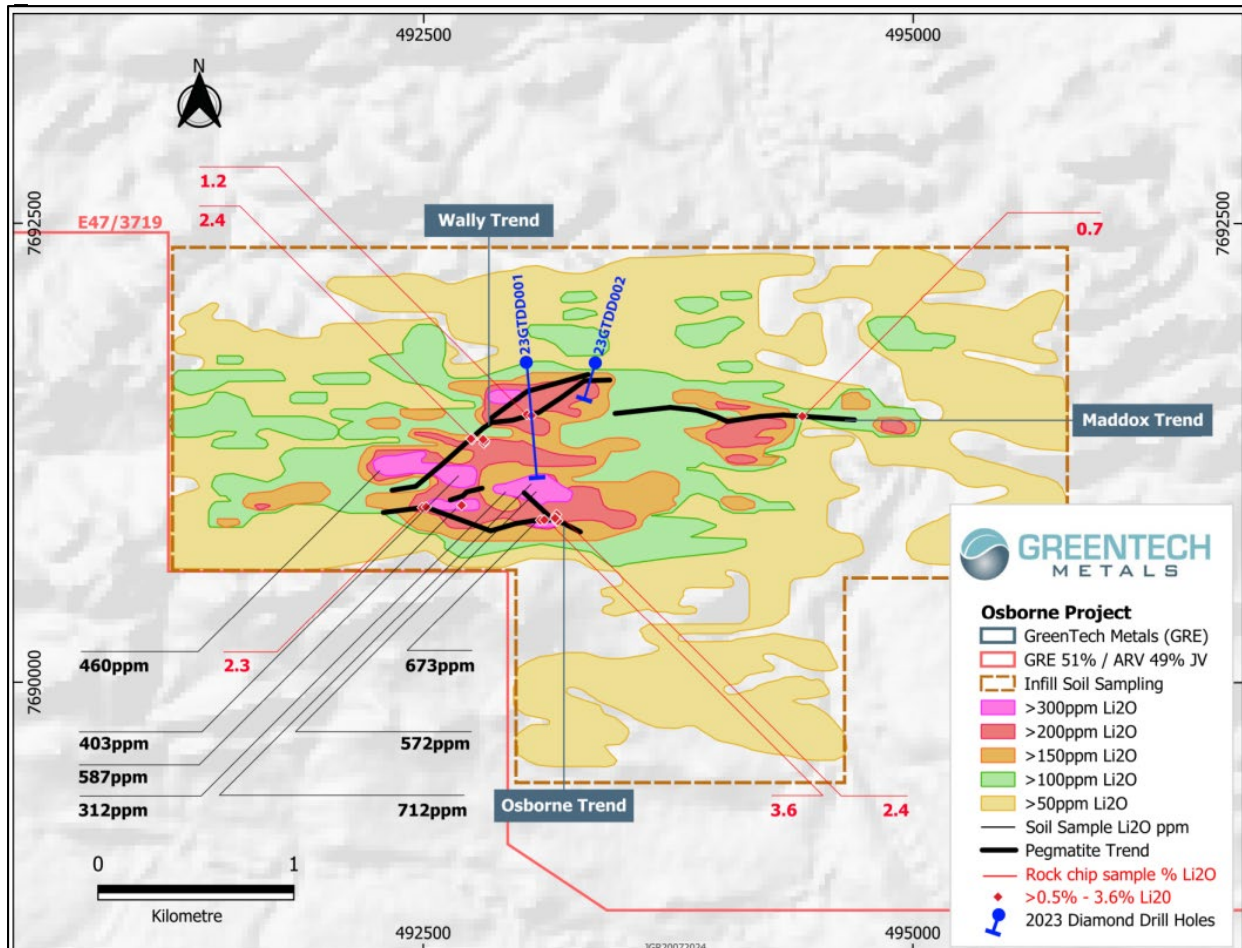 492500
495000
N
1.2
2.4
E47/3719
7692500
7692500
Wally Trend
0.7
23GTDD001
23GTDD002
Maddox Trend
460ppm
2.3
673ppm
7690000
403ppm
572ppm
587ppm
312ppm
712ppm
Osborne Trend
3.6
2.4
0
1
Kilometre
GREENTECH
METALS
Osborne Project
GreenTech Metals (GRE)
GRE 51% / ARV 49% JV
Infill Soil Sampling
>300ppm Li2O
>200ppm Li2O
>150ppm Li2O
>100ppm Li2O
>50ppm Li2O
Soil Sample Li2O ppm
Pegmatite Trend
Rock chip sample % Li2O
>0.5% - 3.6% Li20
2023 Diamond Drill Holes
492500
495000